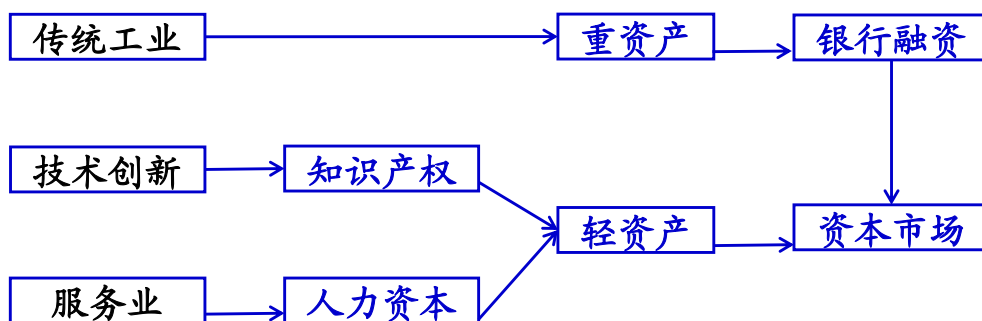 传统工业
重资产
银行融资
技术创新
知识产权
轻资产
资本市场
服务业
人力资本